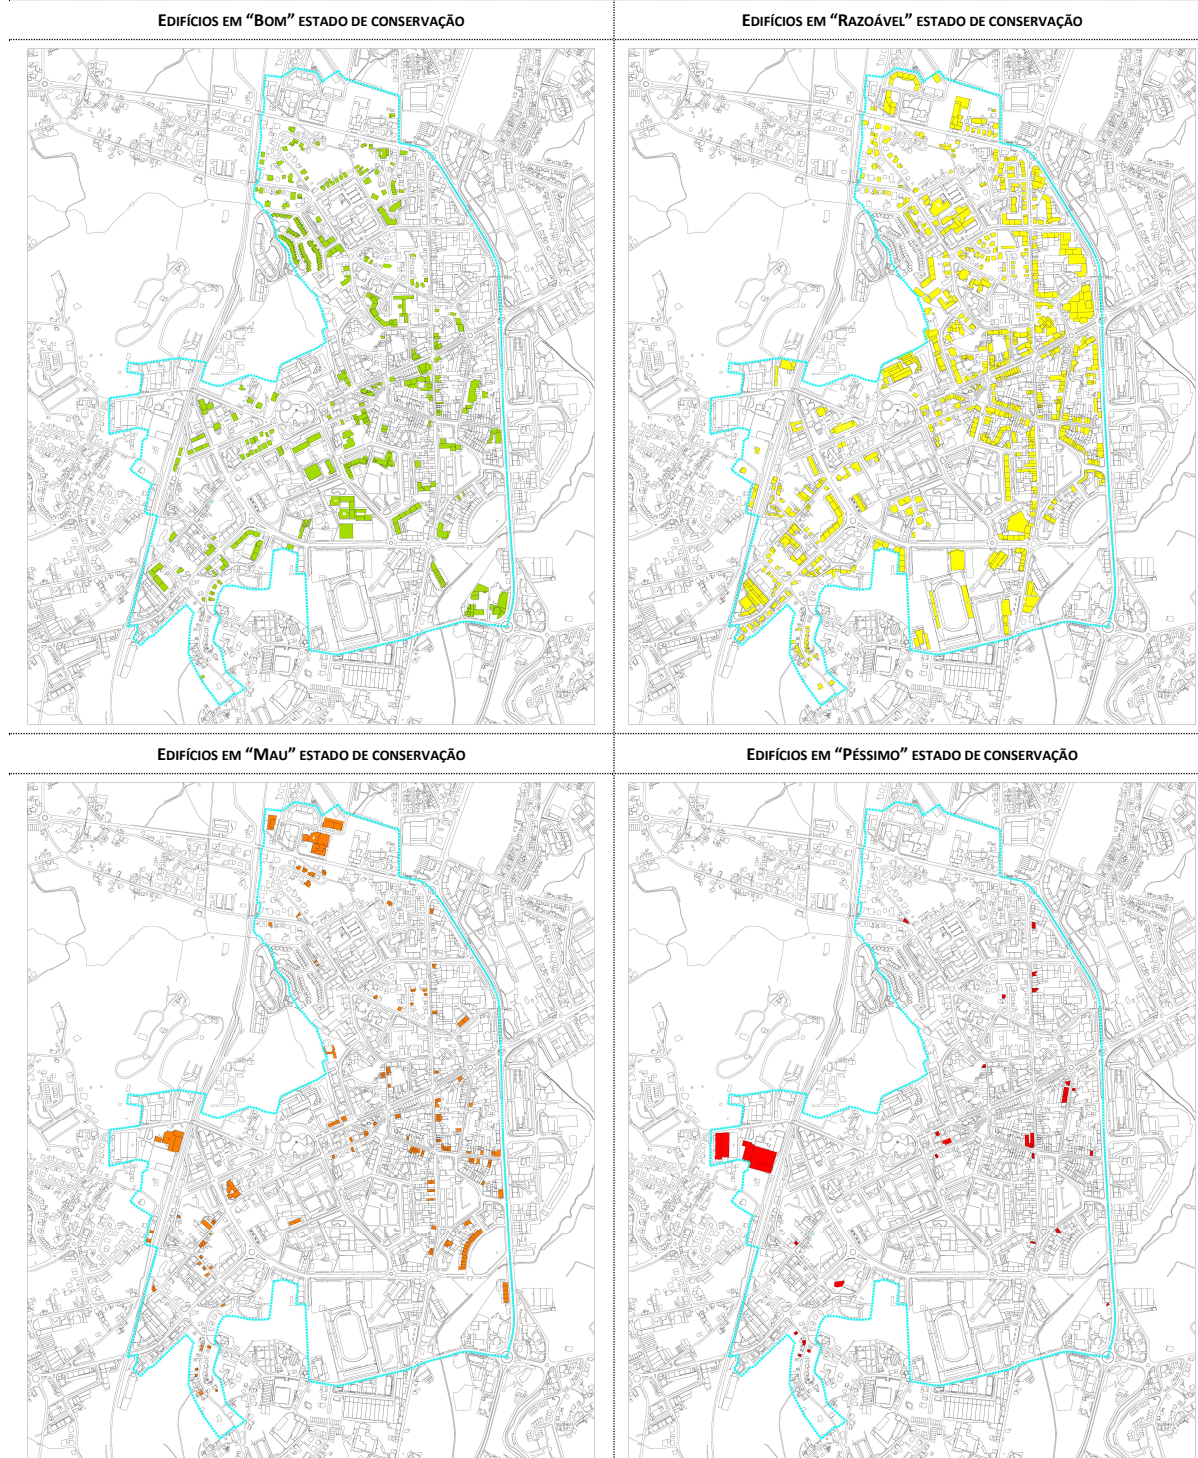 EDIFÍCIOS EM “BOM” ESTADO DE CONSERVAÇÃO
EDIFÍCIOS EM “RAZOÁVEL” ESTADO DE CONSERVAÇÃO
EDIFÍCIOS EM “MAU” ESTADO DE CONSERVAÇÃO
EDIFÍCIOS EM “PÉSSIMO” ESTADO DE CONSERVAÇÃO